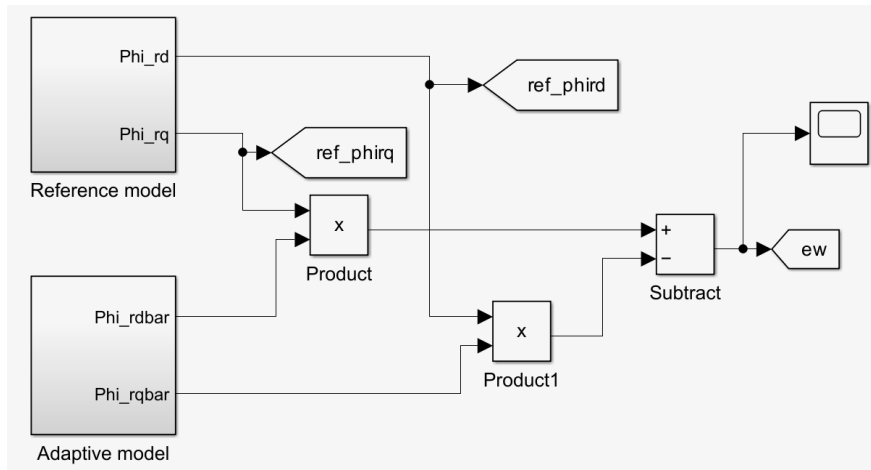 Phi_rd
ref_phird
Phi_rq
ref_phirq
Reference model
x
+
−
ew
Product
Subtract
Phi_rdbar
x
Product1
Phi_rqbar
Adaptive model